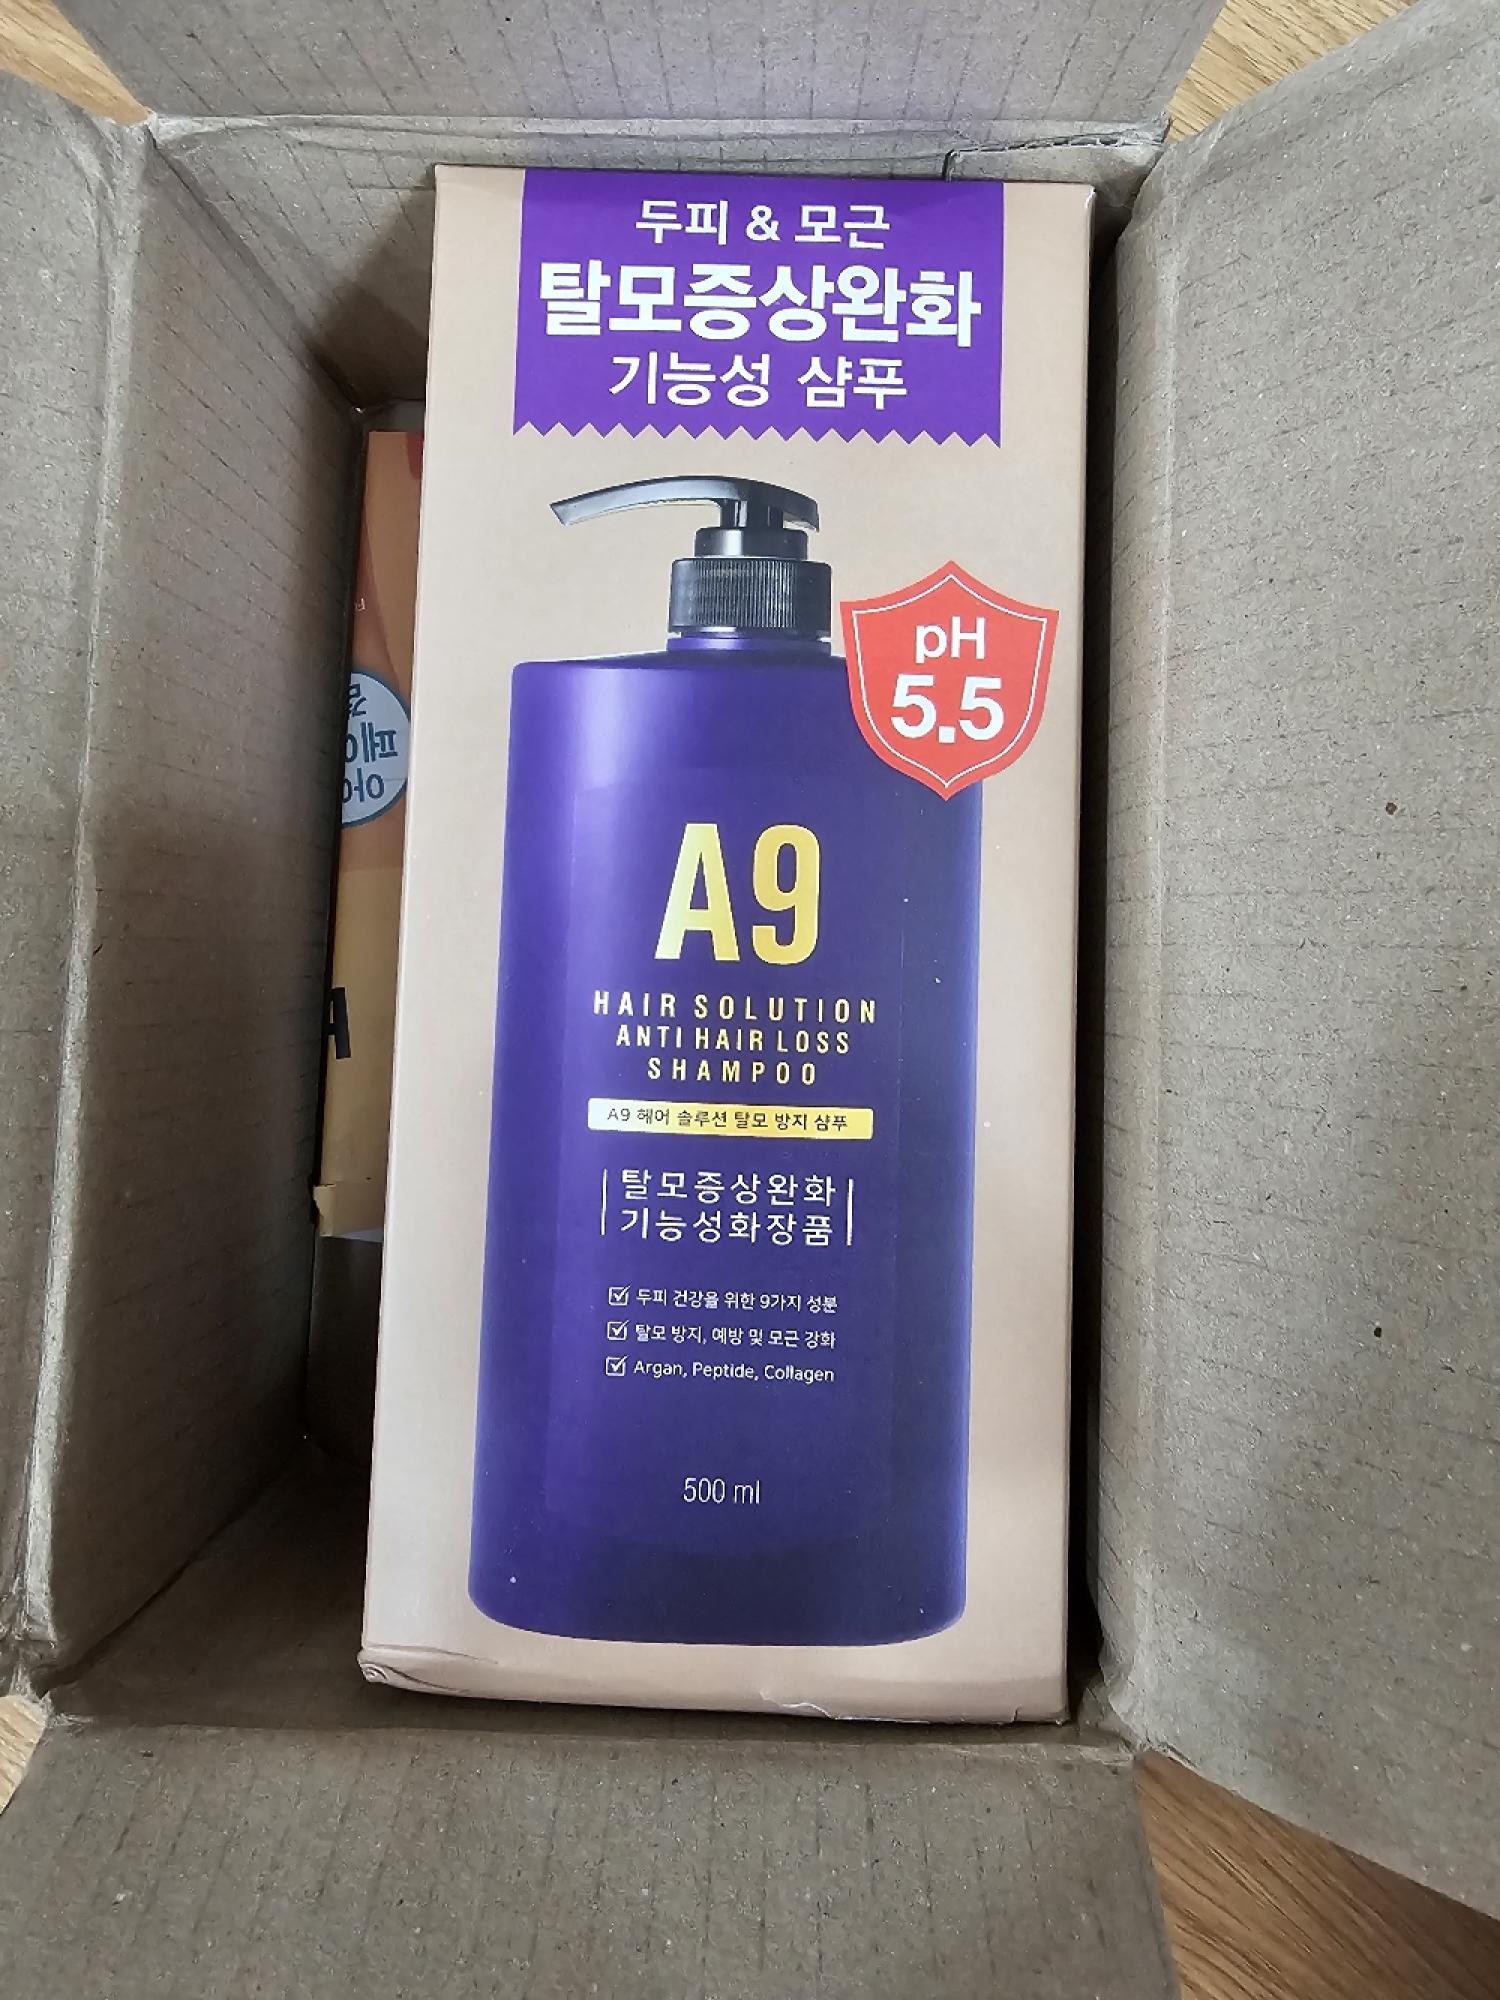 두피 & 모근
탈모증상완화
기능성 샴푸
pH
5.5
A9
HAIR SOLUTION
ANTI HAIR LOSS
SHAMPOO
A9 헤어 솔루션 탈모 방지 샴푸
탈모증상완화
기능성화장품
두피 건강을 위한 9가지 성분
탈모 방지, 예방 및 모근 강화
Argan, Peptide, Collagen
500 ml
A